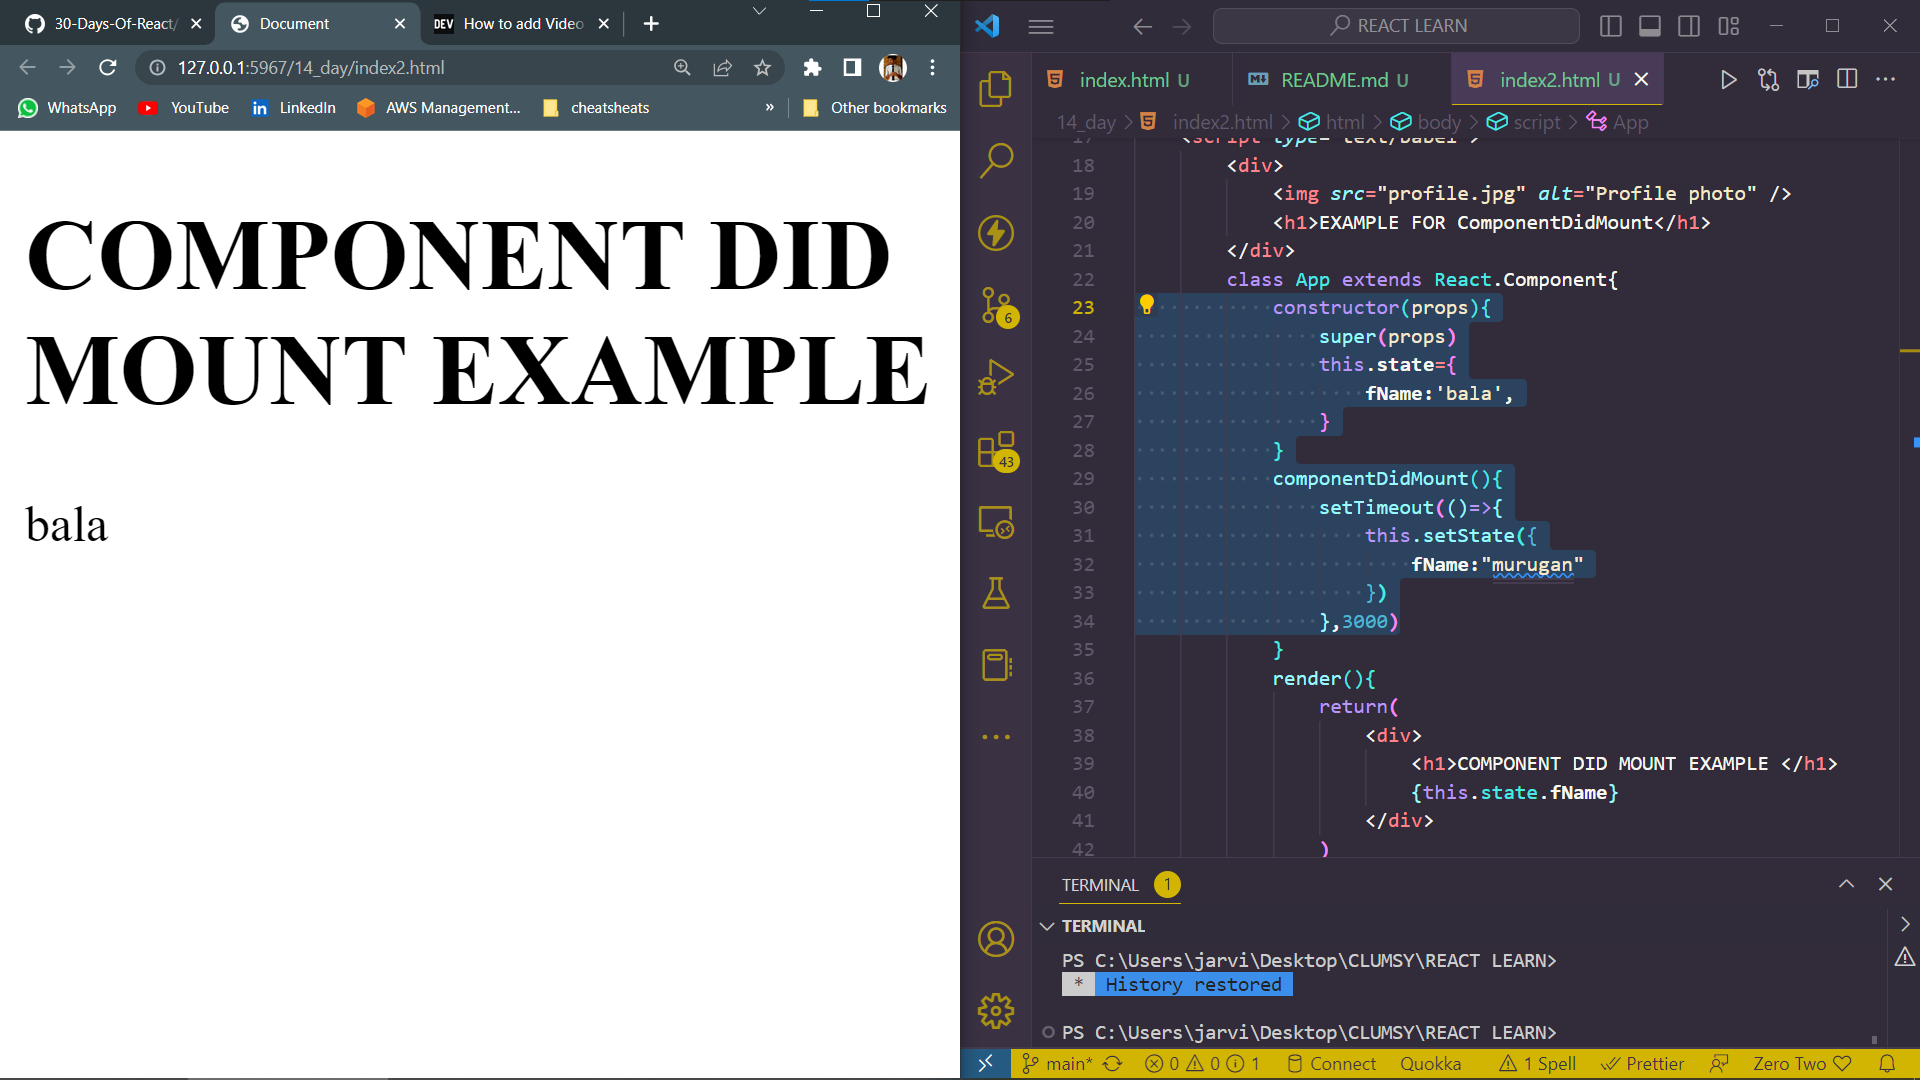 30-Days-Of-React/
Document
DEV How to add Video
127.0.0.1:5967/14_day/index2.html
WhatsApp YouTube in LinkedIn AWS Management... cheatsheats » Other bookmarks
COMPONENT DID
MOUNT EXAMPLE
bala
REACT LEARN
index.html U README.md U index2.html U
14_day > index2.html > html > body > script > App
17 <script type="text/babel">
18 <div>
19 <img src="profile.jpg" alt="Profile photo" />
20 <h1>EXAMPLE FOR ComponentDidMount</h1>
21 </div>
22 class App extends React.Component{
23 constructor(props){
24 super(props)
25 this.state={
26 fName:'bala',
27 }
28 }
29 componentDidMount(){
30 setTimeout(()=>{
31 this.setState({
32 fName:"murugan"
33 })
34 },3000)
35 }
36 render(){
37 return(
38 <div>
39 <h1>COMPONENT DID MOUNT EXAMPLE </h1>
40 {this.state.fName}
41 </div>
42 )
6
43
TERMINAL 1
TERMINAL
PS C:\Users\jarvi\Desktop\CLUMSY\REACT LEARN>
* History restored
PS C:\Users\jarvi\Desktop\CLUMSY\REACT LEARN>
main* 0 0 1 Connect Quokka 1 Spell Prettier Zero Two